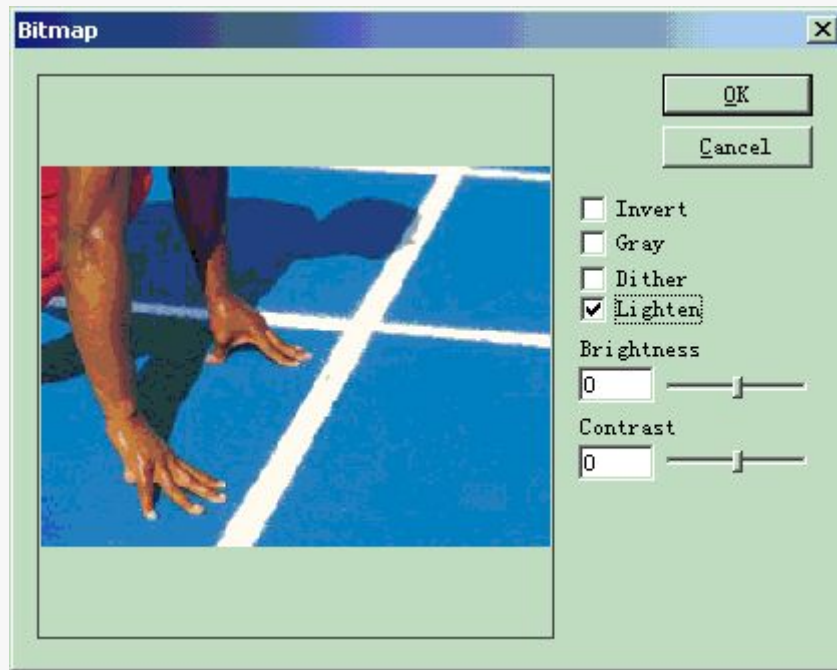 Bitmap
OK
Cancel
Invert
Gray
Dither
Lighten
Brightness
0
Contrast
0